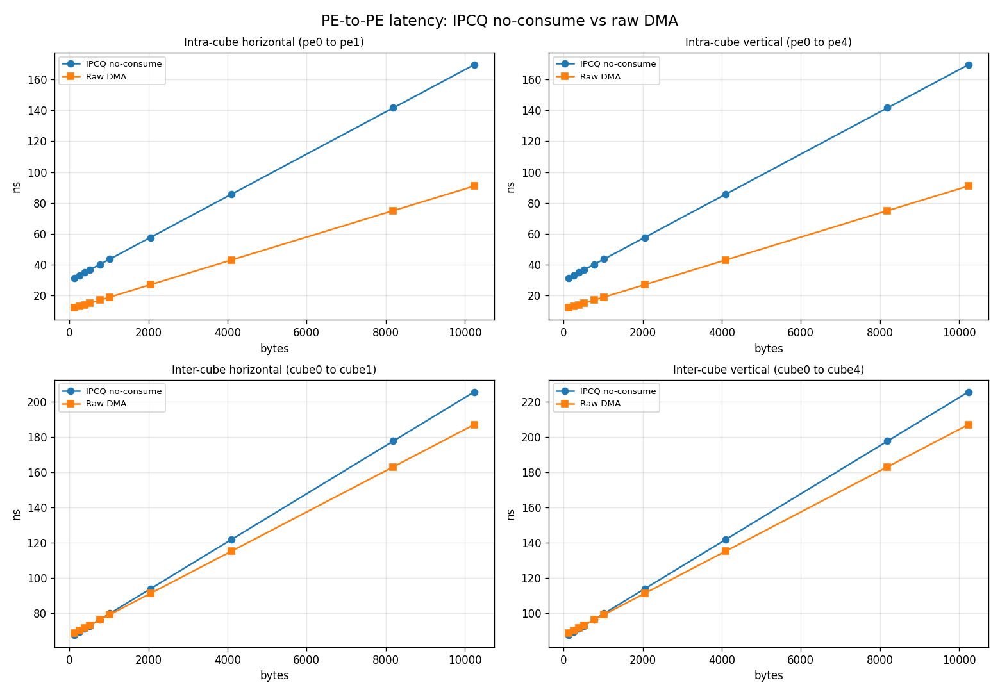 PE-to-PE latency: IPCQ no-consume vs raw DMA
Intra-cube horizontal (pe0 to pe1)
IPCQ no-consume
Raw DMA
160
140
120
100
80
60
40
20
ns
0 2000 4000 6000 8000 10000
bytes
Intra-cube vertical (pe0 to pe4)
IPCQ no-consume
Raw DMA
160
140
120
100
80
60
40
20
ns
0 2000 4000 6000 8000 10000
bytes
Inter-cube horizontal (cube0 to cube1)
IPCQ no-consume
Raw DMA
200
180
160
140
120
100
80
ns
0 2000 4000 6000 8000 10000
bytes
Inter-cube vertical (cube0 to cube4)
IPCQ no-consume
Raw DMA
220
200
180
160
140
120
100
ns
0 2000 4000 6000 8000 10000
bytes